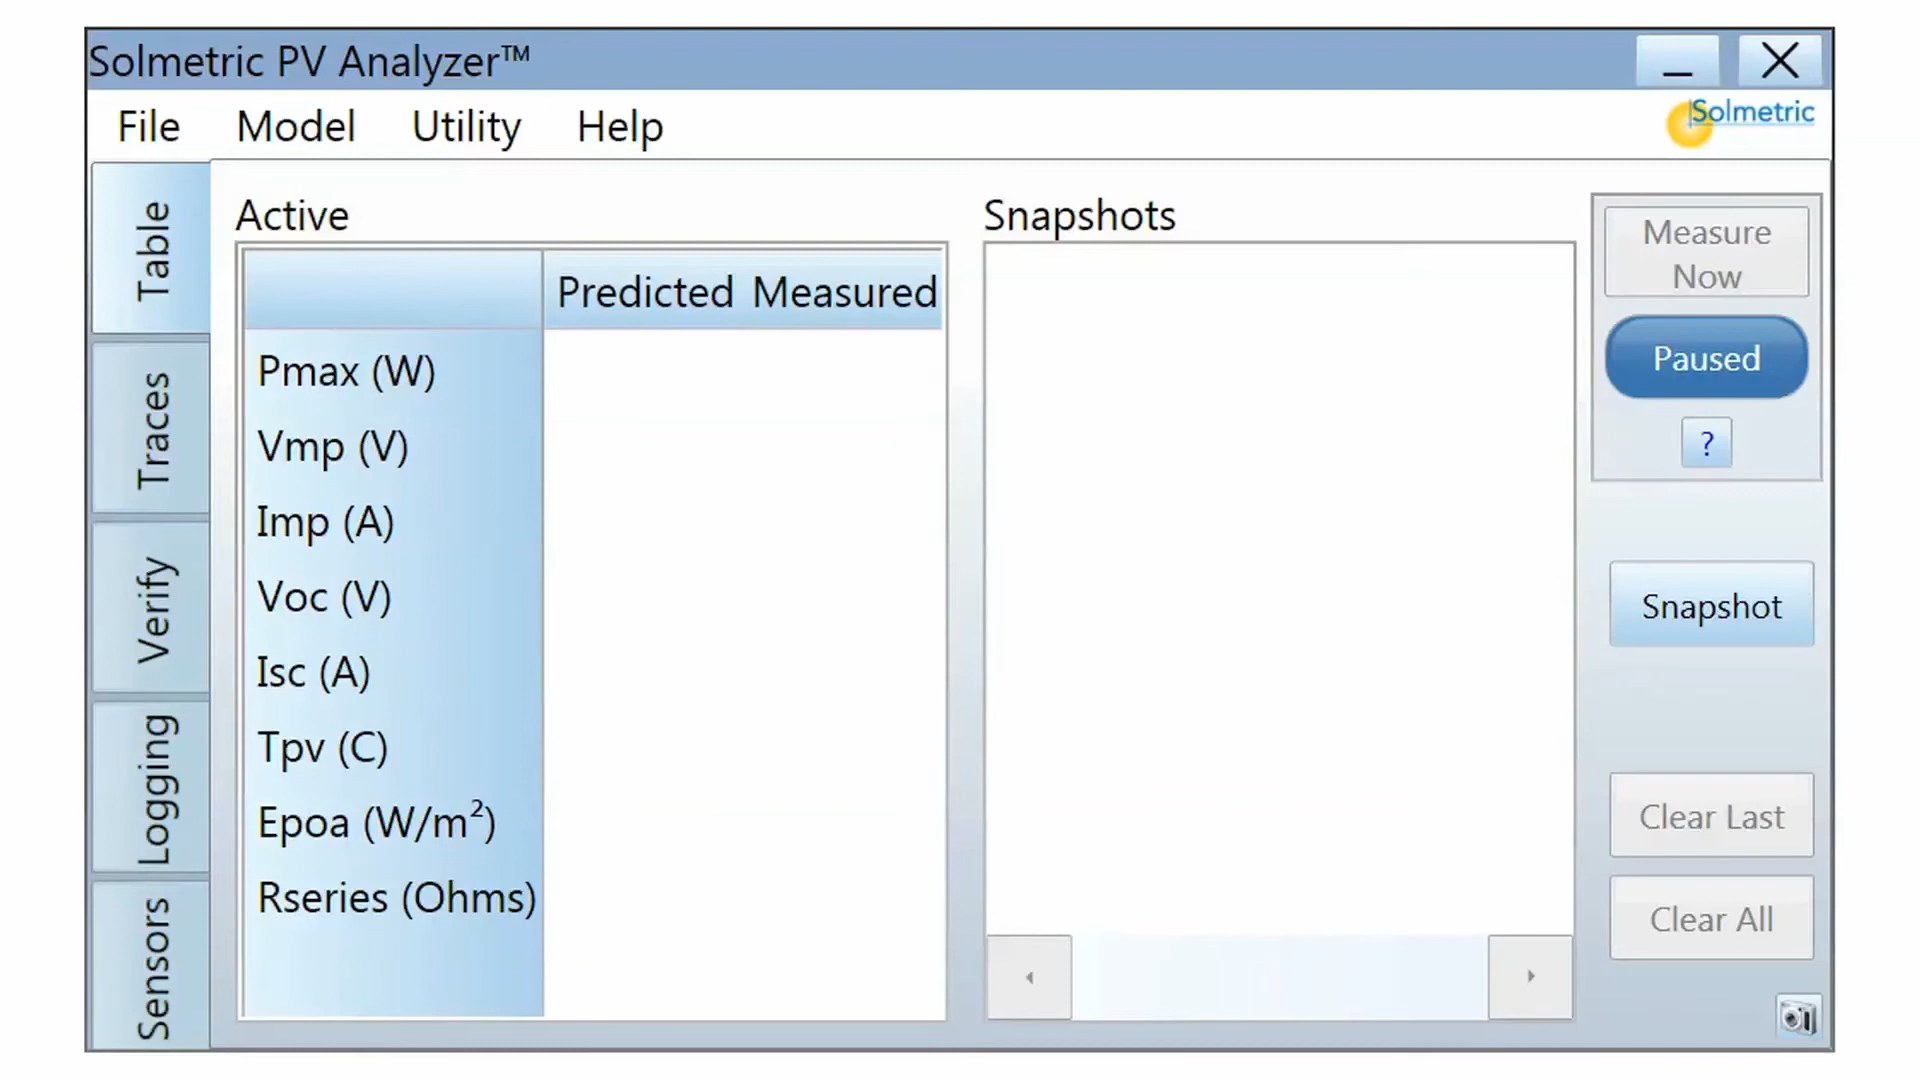 Solmetric PV Analyzer™
File Model Utility Help
Solmetric
Table
Traces
Verify
Logging
Sensors
Active
Predicted Measured
Pmax (W)
Vmp (V)
Imp (A)
Voc (V)
Isc (A)
Tpv (C)
Epoa (W/m²)
Rseries (Ohms)
Snapshots
Measure
Now
Paused
?
Snapshot
Clear Last
Clear All